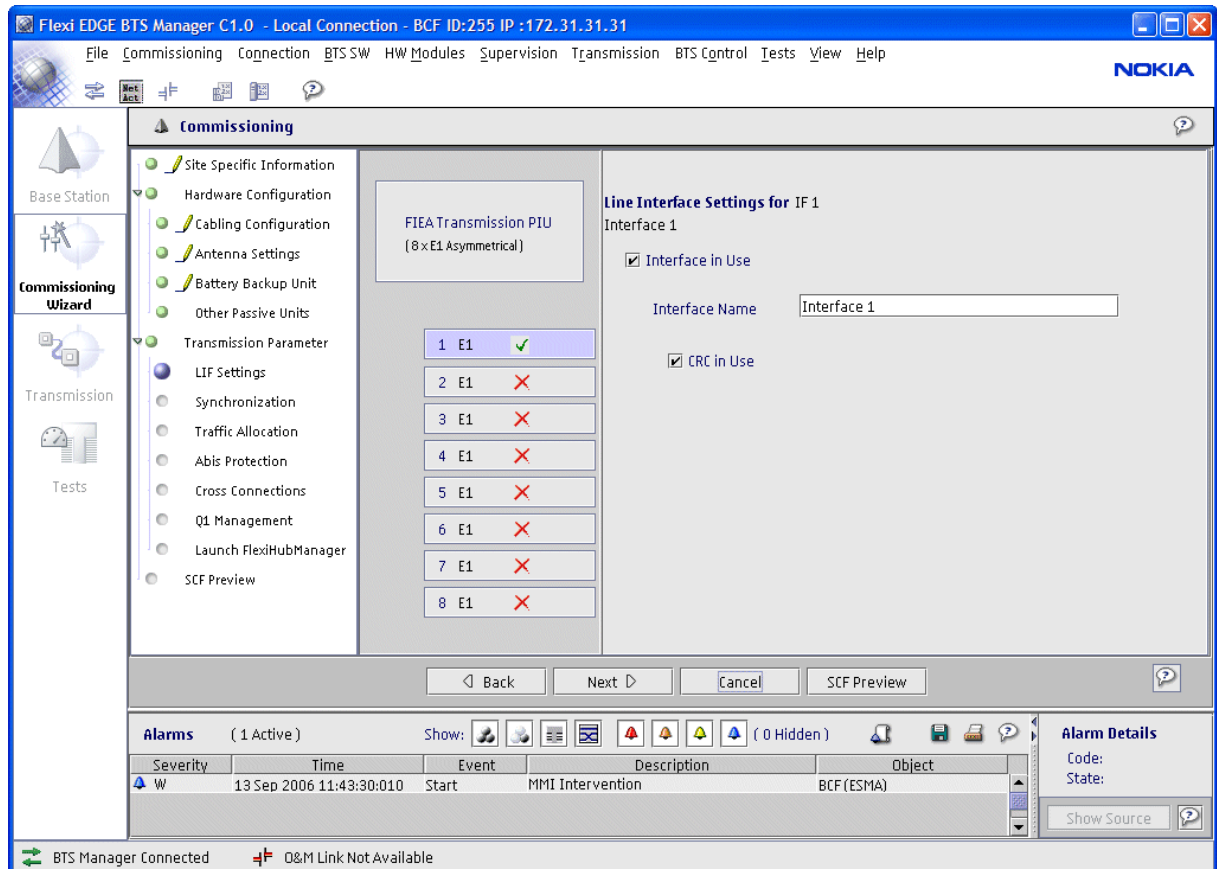 Flexi EDGE BTS Manager C1.0 - Local Connection - BCF ID:255 IP :172.31.31.31
File Commissioning Connection BTS SW HW Modules Supervision Transmission BTS Control Tests View Help
NOKIA
Net Act
Commissioning
Base Station
Commissioning Wizard
Transmission
Tests
Site Specific Information
Hardware Configuration
Cabling Configuration
Antenna Settings
Battery Backup Unit
Other Passive Units
Transmission Parameter
LIF Settings
Synchronization
Traffic Allocation
Abis Protection
Cross Connections
Q1 Management
Launch FlexiHubManager
SCF Preview
FIEA Transmission PIU
(8 x E1 Asymmetrical)
1 E1
2 E1
3 E1
4 E1
5 E1
6 E1
7 E1
8 E1
Line Interface Settings for IF 1
Interface 1
Interface in Use
Interface Name Interface 1
CRC in Use
Back Next Cancel SCF Preview
Alarms (1 Active) Show: (0 Hidden)
Severity Time Event Description Object
W 13 Sep 2006 11:43:30:010 Start MMI Intervention BCF (ESMA)
Alarm Details
Code:
State:
Show Source
BTS Manager Connected O&M Link Not Available